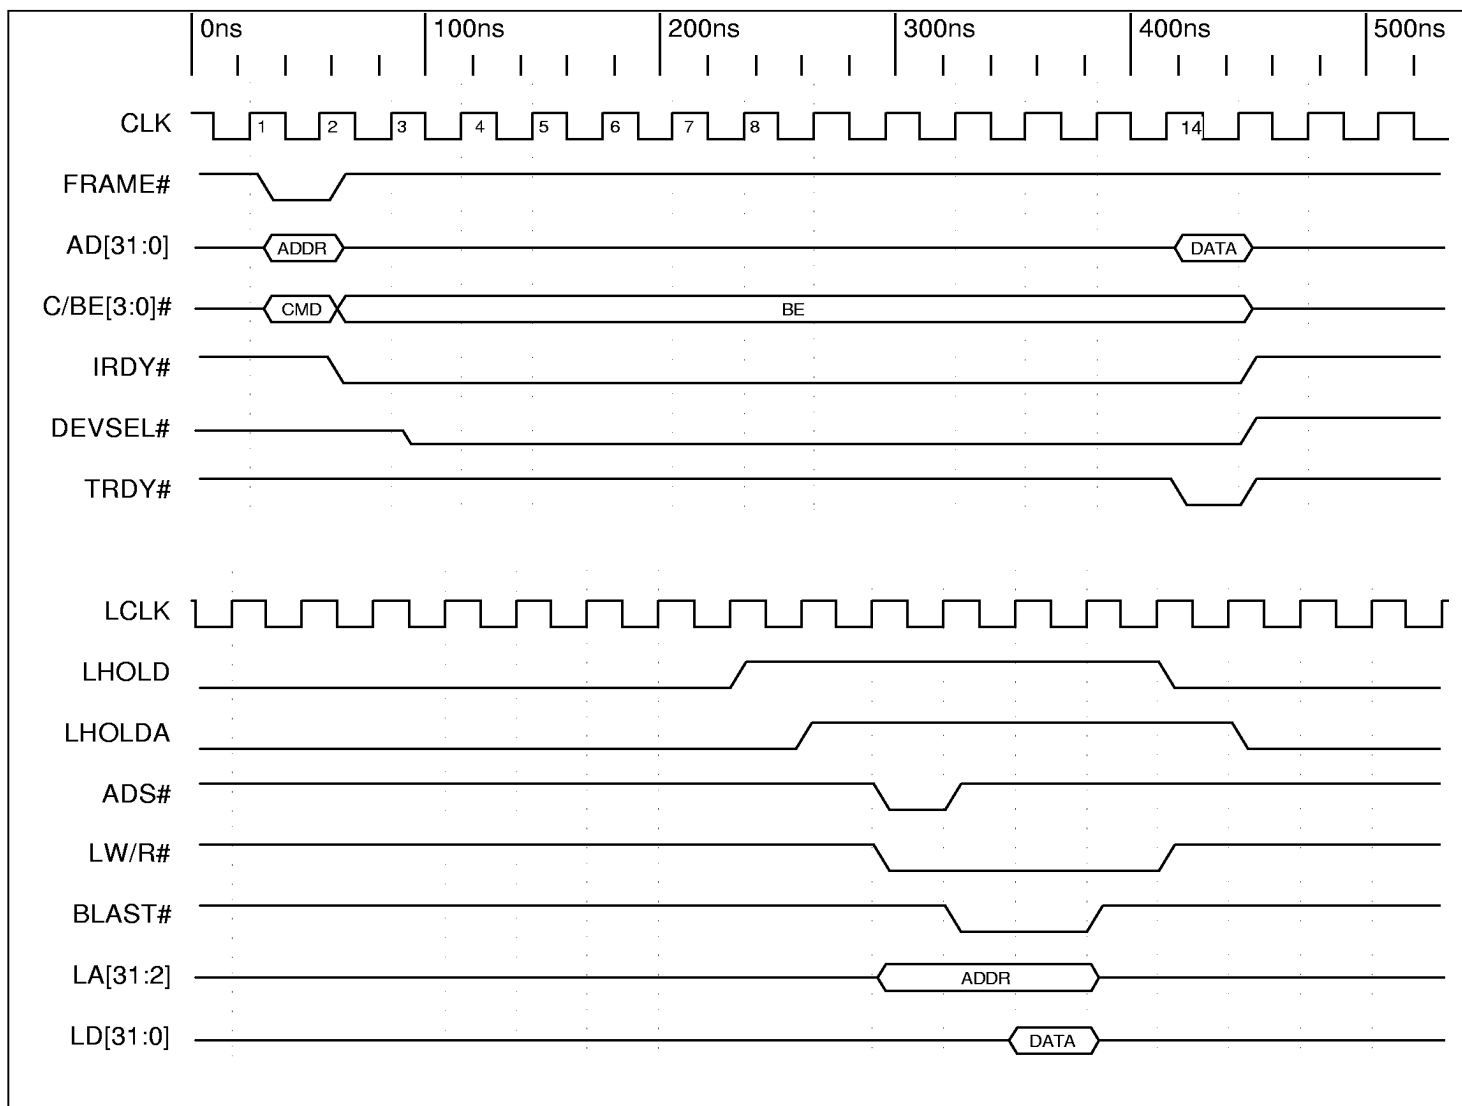 0ns 100ns 200ns 300ns 400ns 500ns
CLK 1 2 3 4 5 6 7 8 14
FRAME#
AD[31:0] ADDR DATA
C/BE[3:0]# CMD BE
IRDY#
DEVSEL#
TRDY#
LCLK
LHOLD
LHOLDA
ADS#
LW/R#
BLAST#
LA[31:2] ADDR
LD[31:0] DATA